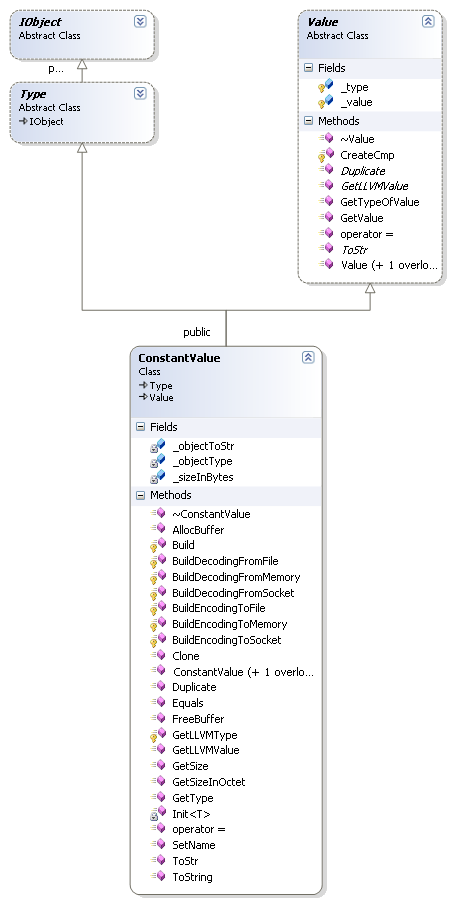 IObject
Abstract Class
p...
Type
Abstract Class
IObject
Value
Abstract Class
Fields
_type
_value
Methods
~Value
CreateCmp
Duplicate
GetLLVMValue
GetTypeOfValue
GetValue
operator =
ToStr
Value (+ 1 overlo...
public
ConstantValue
Class
Type
Value
Fields
_objectToStr
_objectType
_sizeInBytes
Methods
~ConstantValue
AllocBuffer
Build
BuildDecodingFromFile
BuildDecodingFromMemory
BuildDecodingFromSocket
BuildEncodingToFile
BuildEncodingToMemory
BuildEncodingToSocket
Clone
ConstantValue (+ 1 overlo...
Duplicate
Equals
FreeBuffer
GetLLVMType
GetLLVMValue
GetSize
GetSizeInOctet
GetType
Init<T>
operator =
SetName
ToStr
ToString